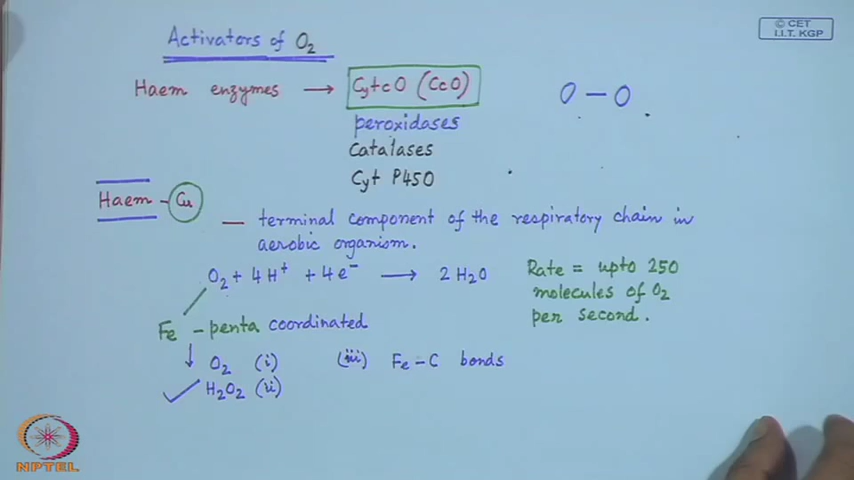 © CET
I.I.T. KGP
Activators of O2
Haem enzymes → CytcO (CcO)
O – O
peroxidases
Catalases
Cyt P450
Haem - Cu
— terminal component of the respiratory chain in
aerobic organism.
O2 + 4H+ + 4e- → 2H2O
Rate = upto 250
molecules of O2
per second.
Fe - penta coordinated
↓ O2 (i)
(iii) Fe-C bonds
✓ H2O2 (ii)
NPTEL